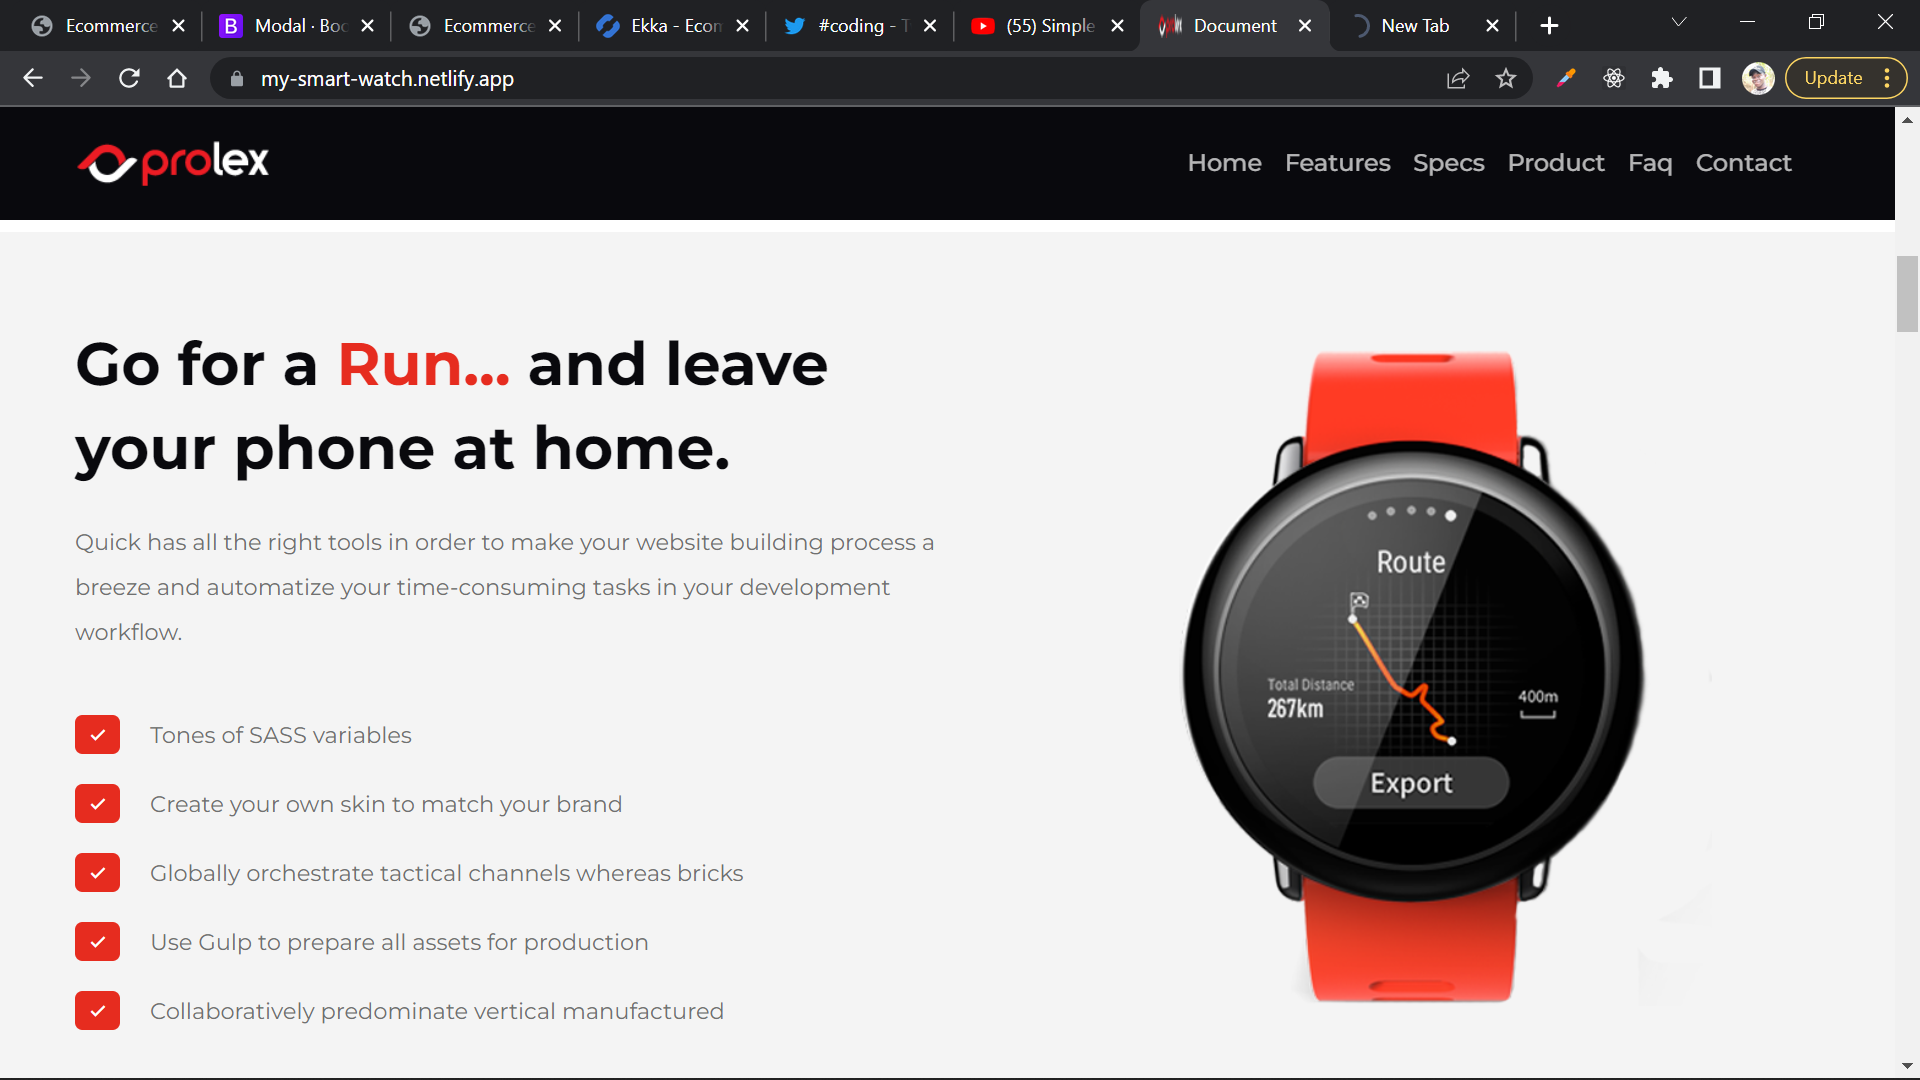 Ecommerce
Modal · Boo
Ecommerce
Ekka - Ecom
#coding - T
(55) Simple
Document
New Tab
my-smart-watch.netlify.app
Update
prolex
Home Features Specs Product Faq Contact
Go for a Run... and leave
your phone at home.
Quick has all the right tools in order to make your website building process a
breeze and automatize your time-consuming tasks in your development
workflow.
Tones of SASS variables
Create your own skin to match your brand
Globally orchestrate tactical channels whereas bricks
Use Gulp to prepare all assets for production
Collaboratively predominate vertical manufactured
Route
Total Distance
267km
400m
Export